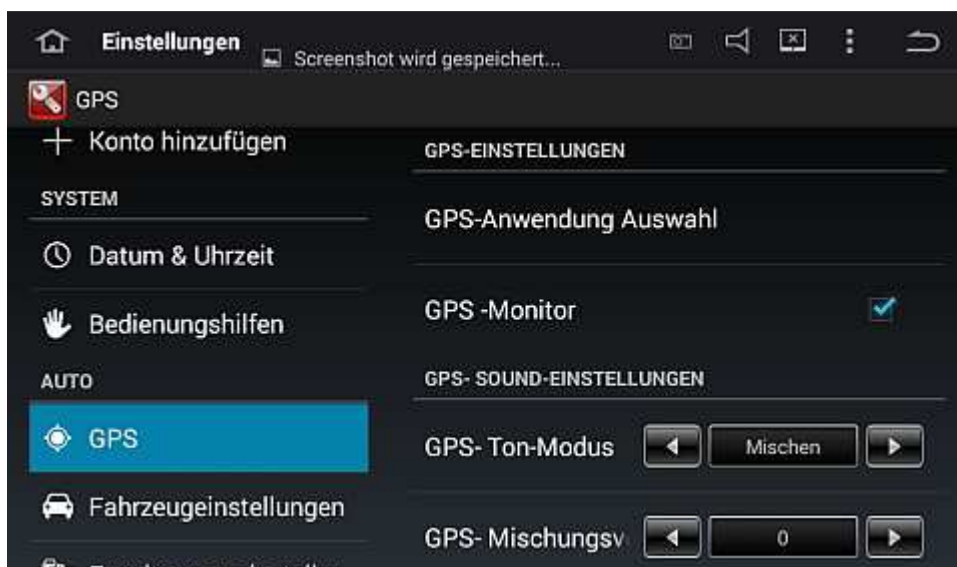 Einstellungen
Screenshot wird gespeichert...
GPS
Konto hinzufügen
SYSTEM
Datum & Uhrzeit
Bedienungshilfen
AUTO
GPS
Fahrzeugeinstellungen
GPS-EINSTELLUNGEN
GPS-Anwendung Auswahl
GPS -Monitor
GPS- SOUND-EINSTELLUNGEN
GPS- Ton-Modus
Mischen
GPS- Mischungsv
0